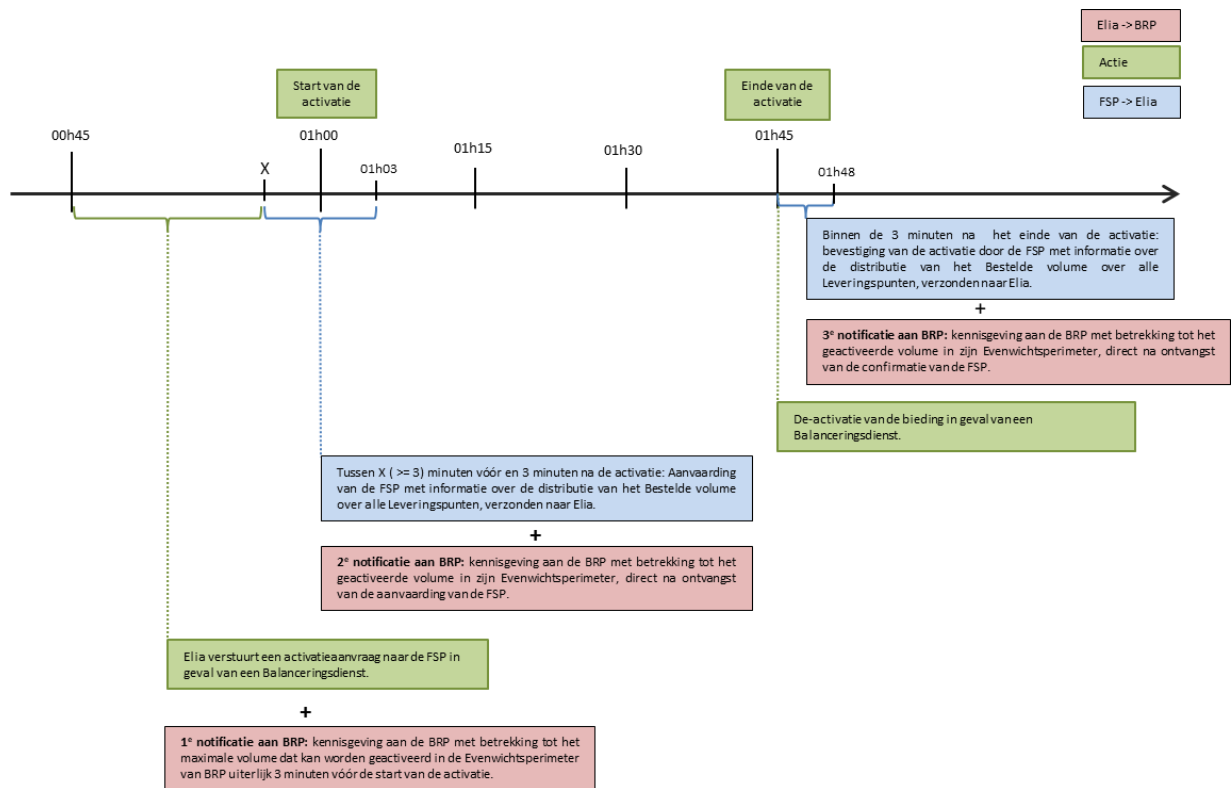 Elia -> BRP
Actie
FSP -> Elia
Start van de
activatie
Einde van de
activatie
00h45
X
01h00
01h03
01h15
01h30
01h45
01h48
Binnen de 3 minuten na het einde van de activatie:
bevestiging van de activatie door de FSP met informatie over
de distributie van het Bestelde volume over alle
Leveringspunten, verzonden naar Elia.
+
3e notificatie aan BRP: kennisgeving aan de BRP met betrekking tot het
geactiveerde volume in zijn Evenwichtsperimeter, direct na ontvangst
van de confirmatie van de FSP.
De-activatie van de bieding in geval van een
Balanceringsdienst.
Tussen X ( >= 3) minuten vóór en 3 minuten na de activatie: Aanvaarding
van de FSP met informatie over de distributie van het Bestelde volume
over alle Leveringspunten, verzonden naar Elia.
+
2e notificatie aan BRP: kennisgeving aan de BRP met betrekking tot het
geactiveerde volume in zijn Evenwichtsperimeter, direct na ontvangst
van de aanvaarding van de FSP.
Elia verstuurt een activatieaanvraag naar de FSP in
geval van een Balanceringsdienst.
+
1e notificatie aan BRP: kennisgeving aan de BRP met betrekking tot het
maximale volume dat kan worden geactiveerd in de Evenwichtsperimeter
van BRP uiterlijk 3 minuten vóór de start van de activatie.